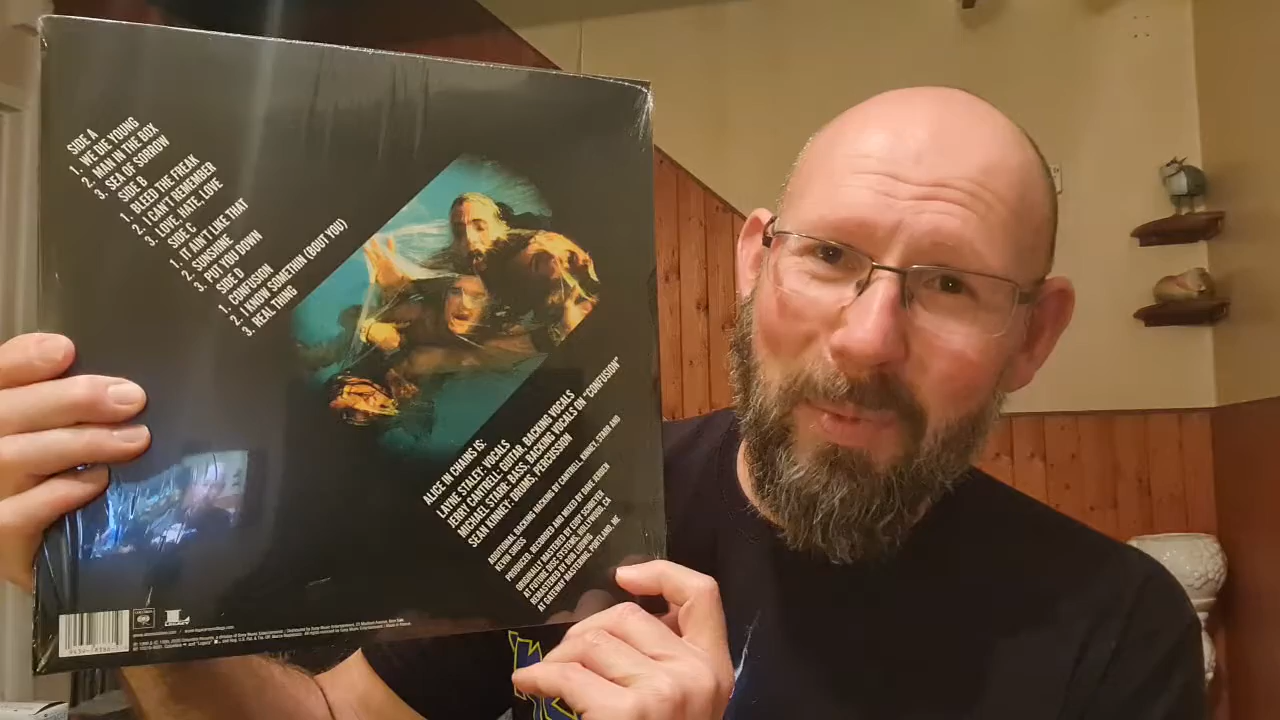 SIDE A
1. WE DIE YOUNG
2. MAN IN THE BOX
3. SEA OF SORROW
SIDE B
1. BLEED THE FREAK
2. I CAN'T REMEMBER
3. LOVE, HATE, LOVE
SIDE C
1. IT AIN'T LIKE THAT
2. SUNSHINE
3. PUT YOU DOWN
SIDE D
1. CONFUSION
2. I KNOW SOMETHIN (BOUT YOU)
3. REAL THING
ALICE IN CHAINS IS:
LAYNE STALEY: VOCALS
JERRY CANTRELL: GUITAR, BACKING VOCALS
MICHAEL STARR: BASS, BACKING VOCALS ON "CONFUSION"
SEAN KINNEY: DRUMS, PERCUSSION
ADDITIONAL BACKING BY CANTRELL, KINNEY, STARR AND
KEVIN SHUSS
PRODUCED, RECORDED AND MIXED BY DAVE JERDEN
ORIGINALLY MASTERED BY EDDY SCHREYER
AT FUTURE DISC SYSTEMS, HOLLYWOOD, CA
REMASTERED BY BOB LUDWIG
AT GATEWAY MASTERING, PORTLAND, ME